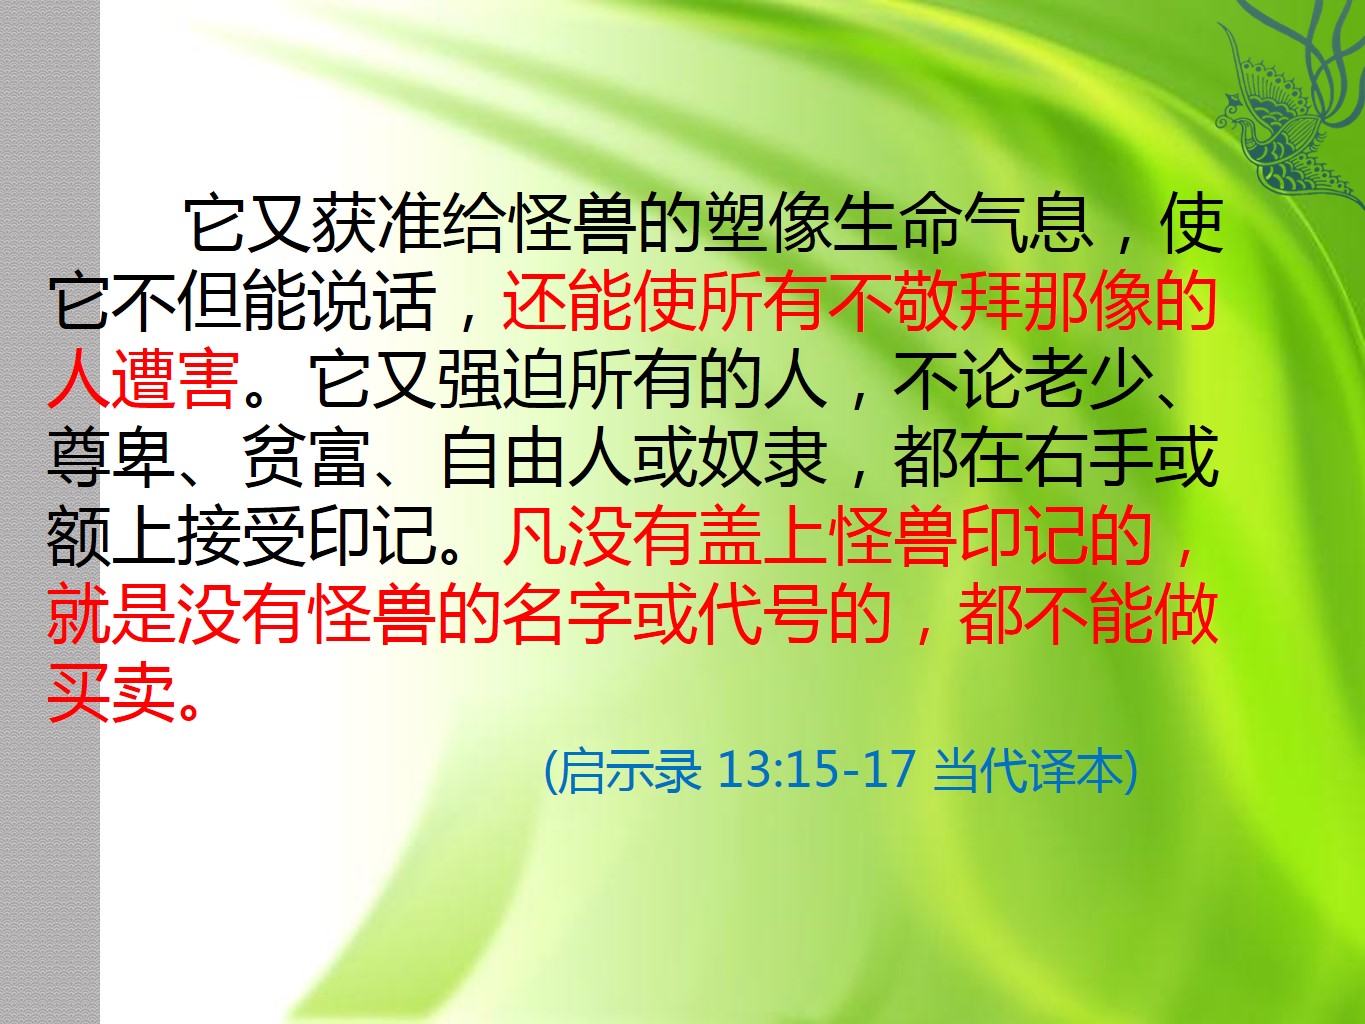 它又获准给怪兽的塑像生命气息，使
它不但能说话，还能使所有不敬拜那像的
人遭害。它又强迫所有的人，不论老少、
尊卑、贫富、自由人或奴隶，都在右手或
额上接受印记。凡没有盖上怪兽印记的，
就是没有怪兽的名字或代号的，都不能做
买卖。
(启示录 13:15-17 当代译本)